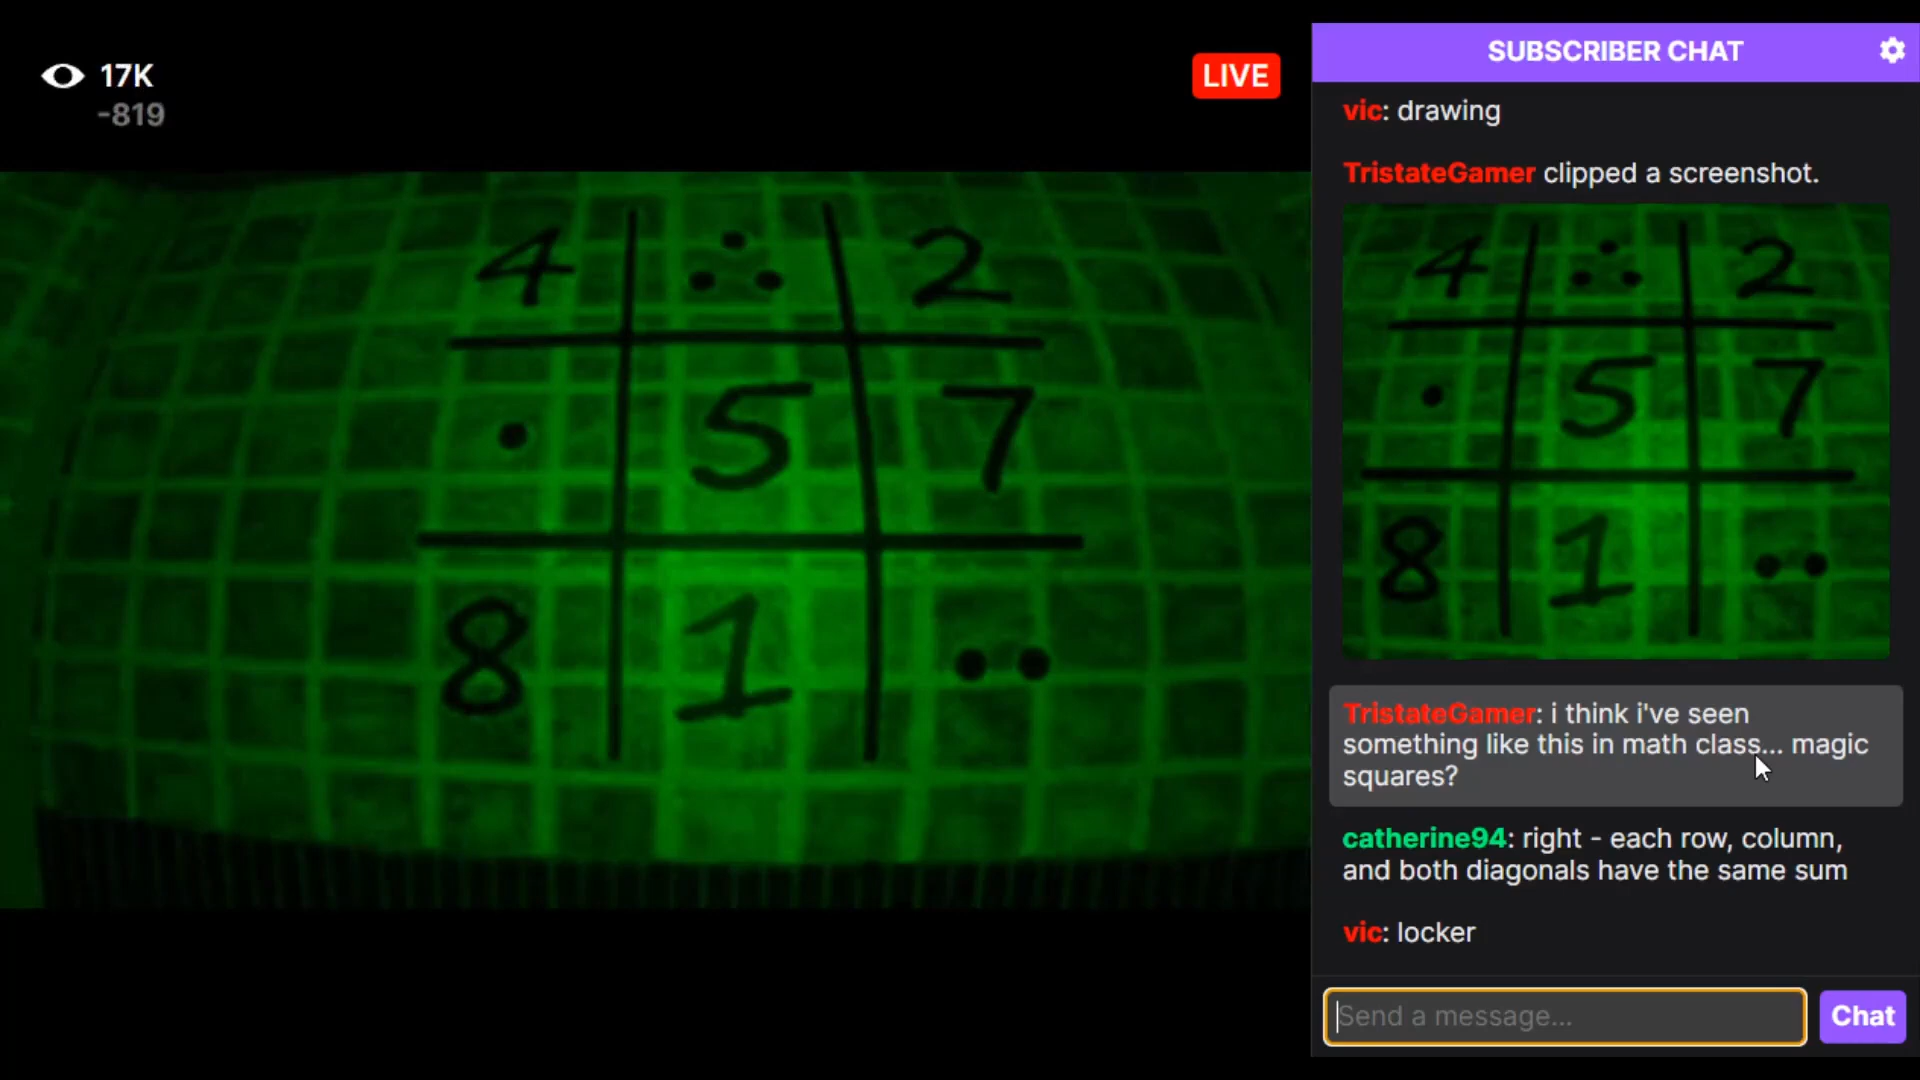 17K
-819
LIVE
4 2
5 7
8 1
SUBSCRIBER CHAT
vic: drawing
TristateGamer clipped a screenshot.
4 2
5 7
8 1
TristateGamer: i think i've seen
something like this in math class... magic
squares?
catherine94: right - each row, column,
and both diagonals have the same sum
vic: locker
Send a message...
Chat